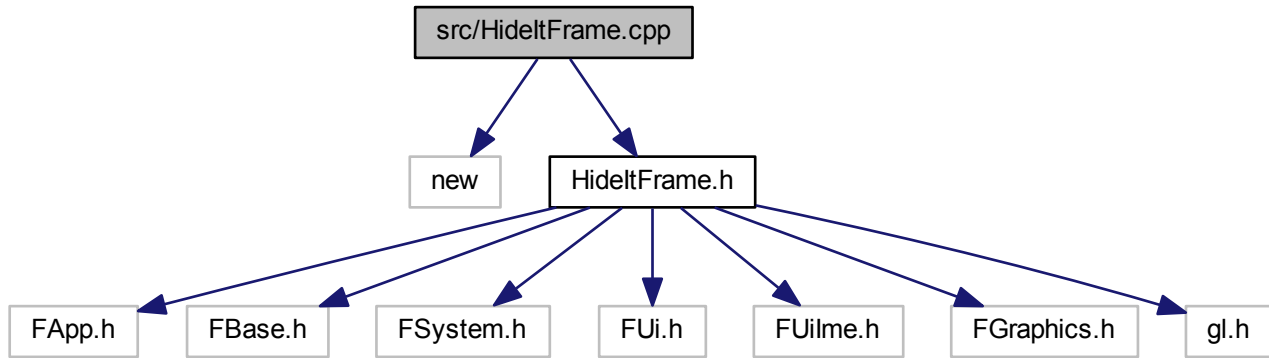 src/HideItFrame.cpp
new
HideItFrame.h
FApp.h
FBase.h
FSystem.h
FUi.h
FUiIme.h
FGraphics.h
gl.h